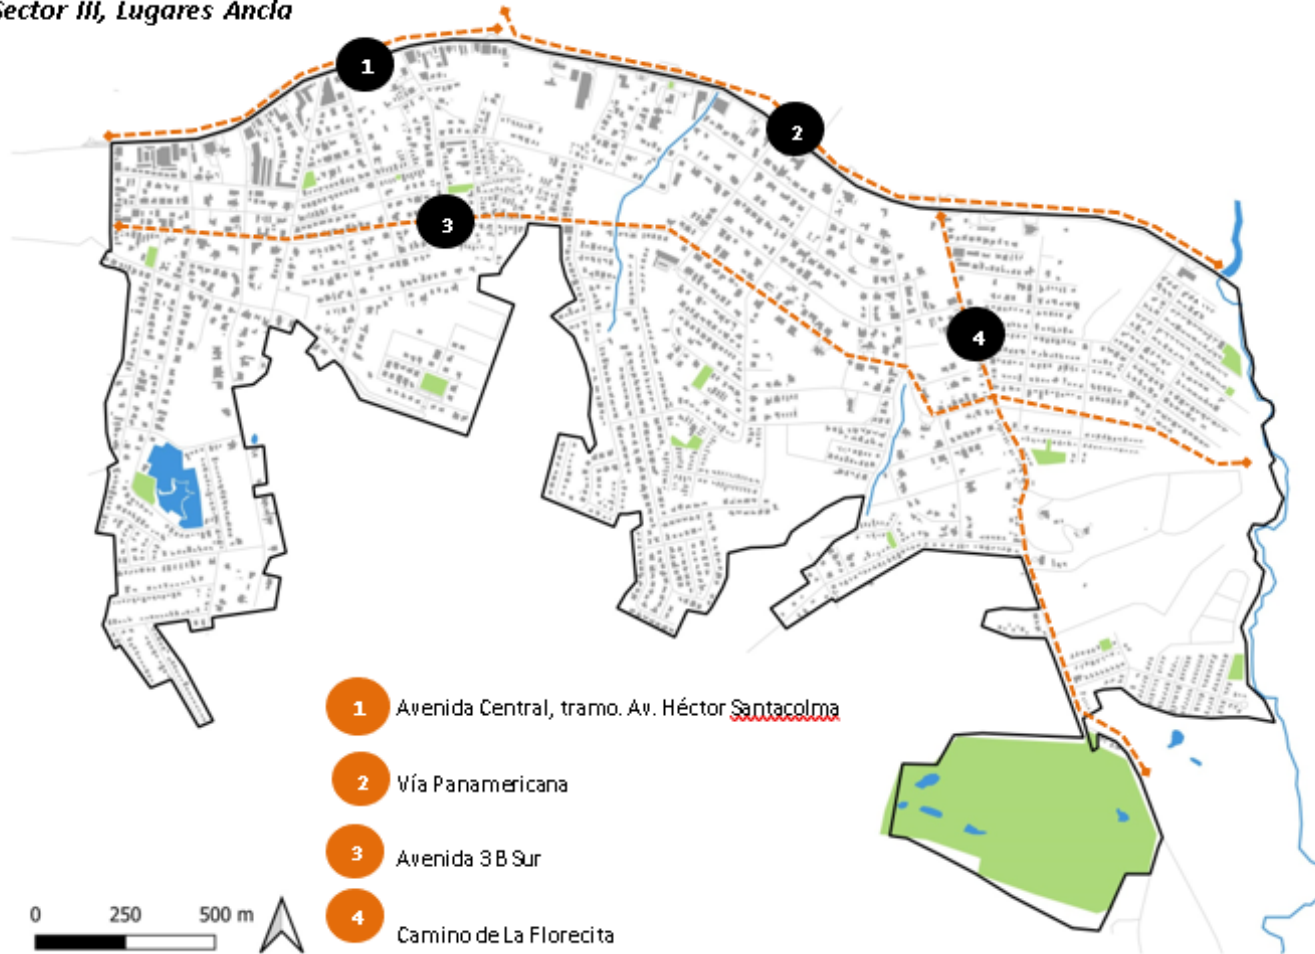 Sector III, Lugares Ancla
1
2
3
4
1 Avenida Central, tramo. Av. Héctor Santacolma
2 Vía Panamericana
3 Avenida 3 B Sur
4 Camino de La Florecita
0 250 500 m